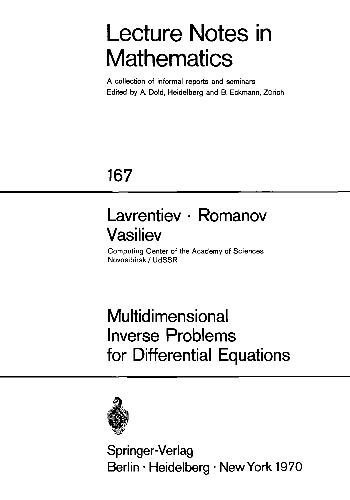 Lecture Notes in
Mathematics
A collection of informal reports and seminars
Edited by A. Dold, Heidelberg and B. Eckmann, Zürich
167
Lavrentiev · Romanov
Vasiliev
Computing Center of the Academy of Sciences
Novosibirsk / UdSSR
Multidimensional
Inverse Problems
for Differential Equations
Springer-Verlag
Berlin · Heidelberg · New York 1970